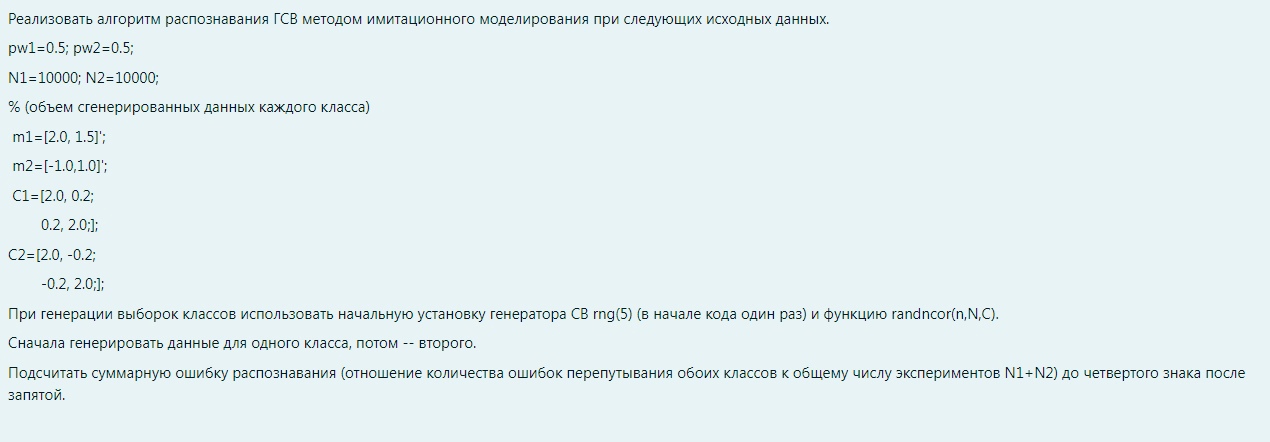 Реализовать алгоритм распознавания ГСВ методом имитационного моделирования при следующих исходных данных.
pw1=0.5; pw2=0.5;
N1=10000; N2=10000;
% (объем сгенерированных данных каждого класса)
m1=[2.0, 1.5]';
m2=[-1.0,1.0]';
C1=[2.0, 0.2;
0.2, 2.0;];
C2=[2.0, -0.2;
-0.2, 2.0;];
При генерации выборок классов использовать начальную установку генератора СВ rng(5) (в начале кода один раз) и функцию randncor(n,N,C).
Сначала генерировать данные для одного класса, потом -- второго.
Подсчитать суммарную ошибку распознавания (отношение количества ошибок перепутывания обоих классов к общему числу экспериментов N1+N2) до четвертого знака после
запятой.